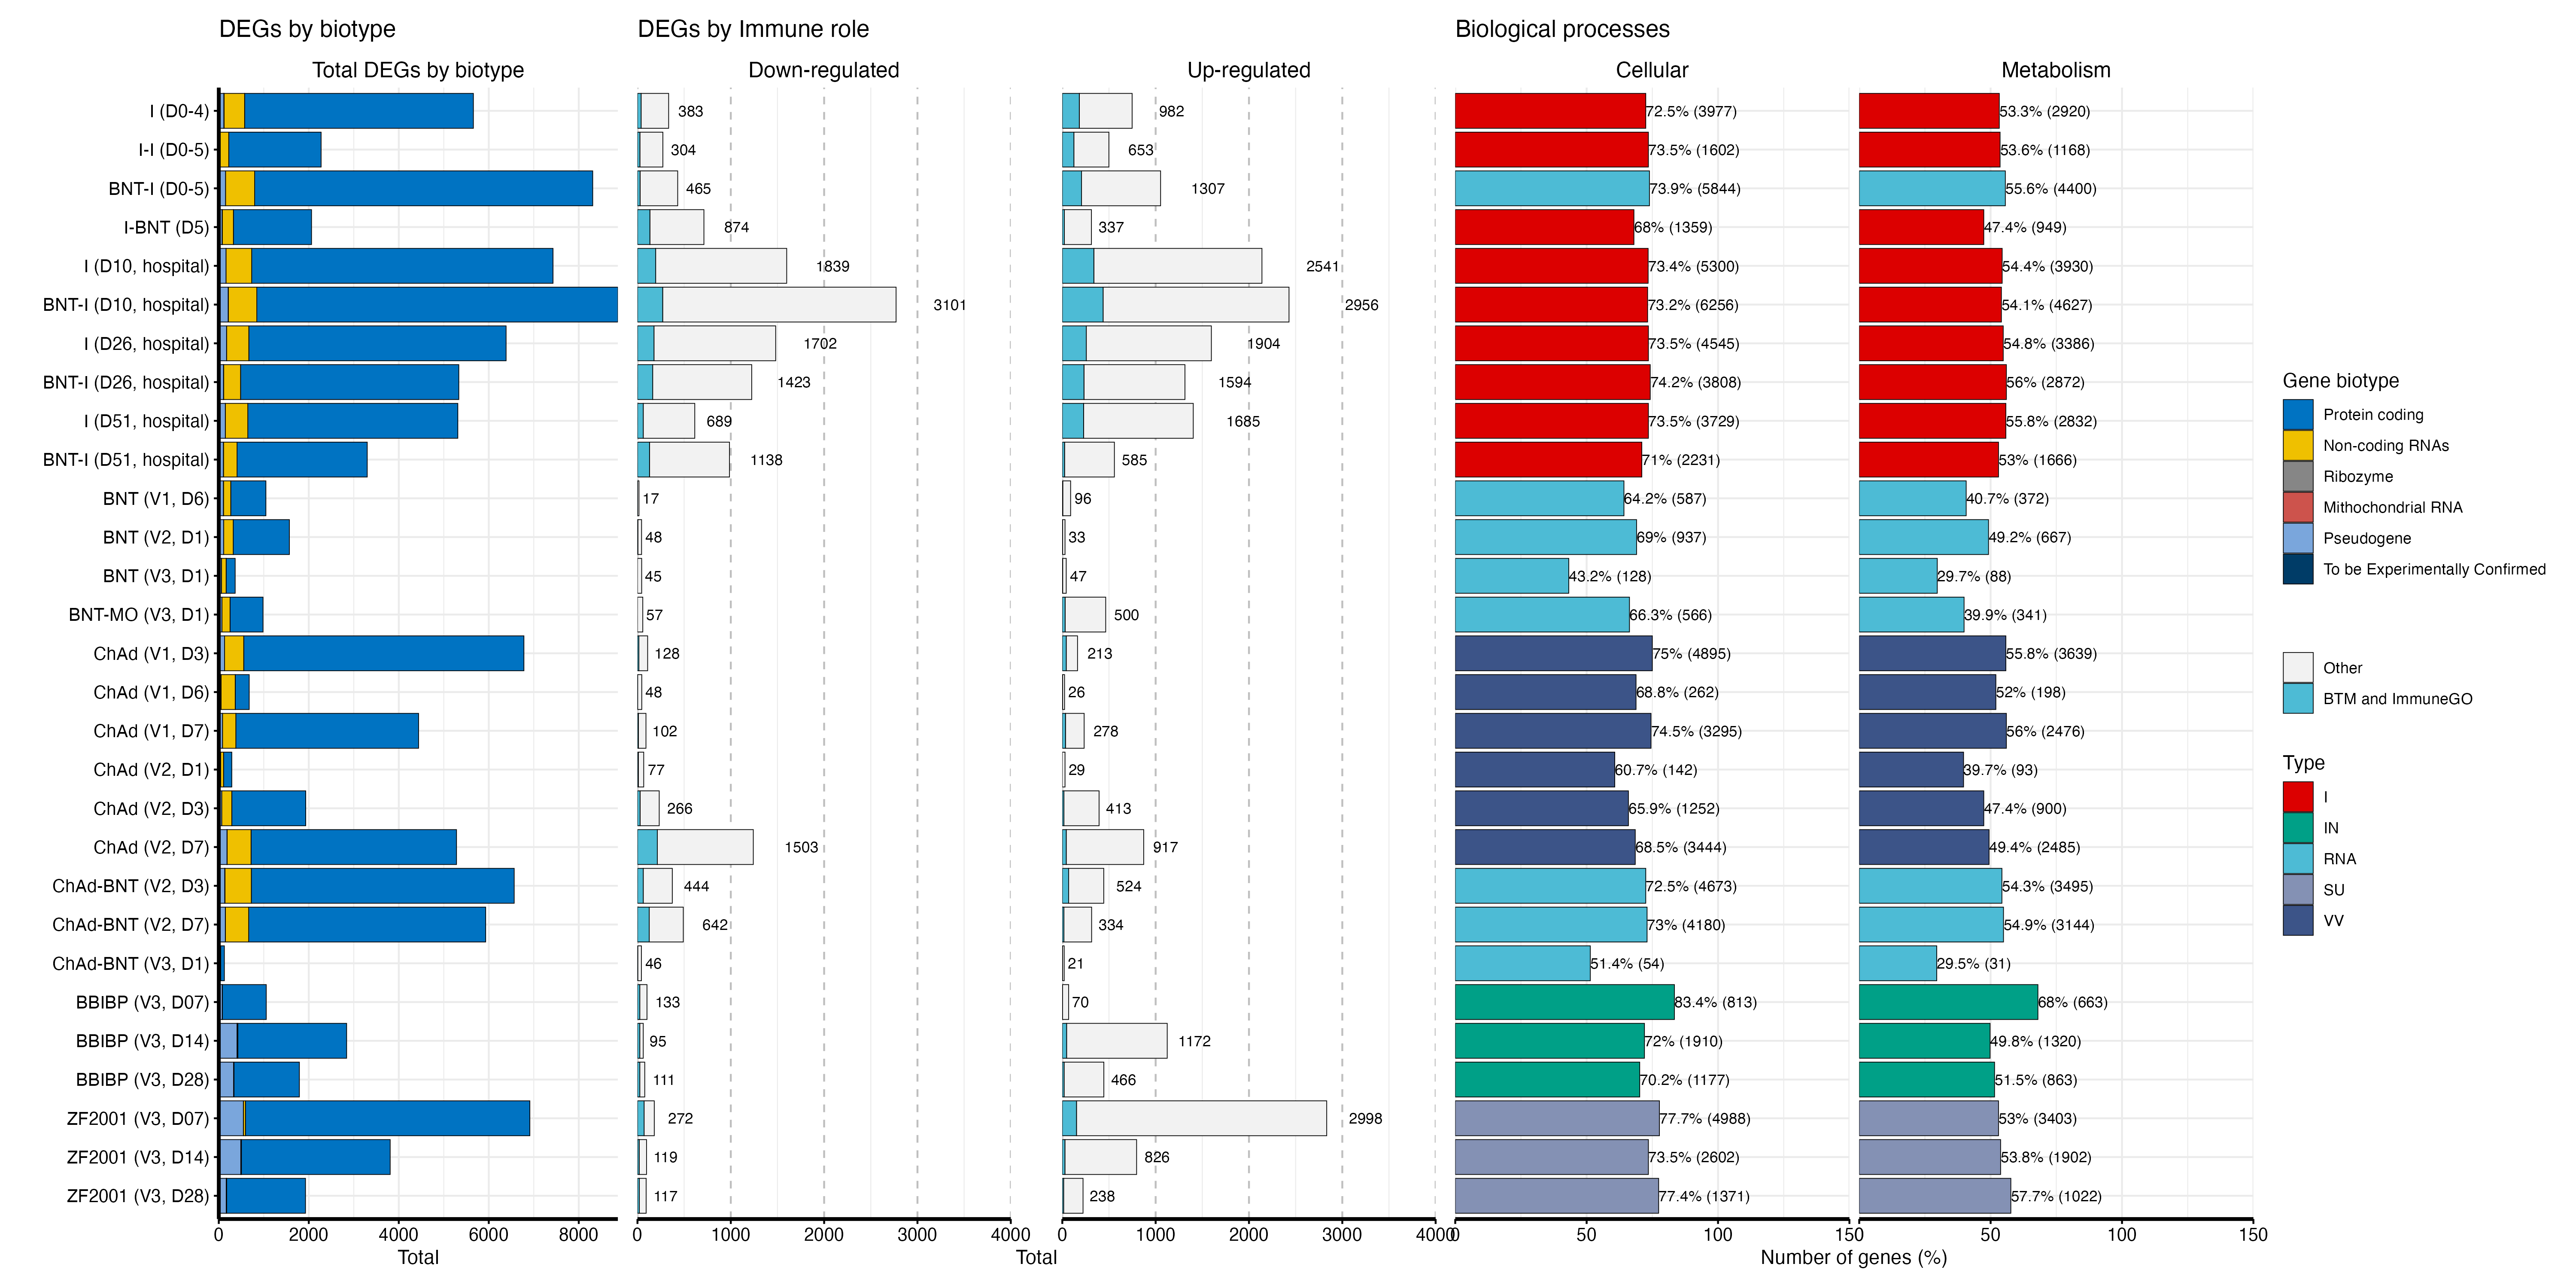 DEGs by biotype
DEGs by Immune role
Biological processes
Total DEGs by biotype
Down-regulated
Up-regulated
Cellular
Metabolism
I (D0-4) 383 982 72.5% (3977) 53.3% (2920)
I-I (D0-5) 304 653 73.5% (1602) 53.6% (1168)
BNT-I (D0-5) 465 1307 73.9% (5844) 55.6% (4400)
I-BNT (D5) 874 337 68% (1359) 47.4% (949)
I (D10, hospital) 1839 2541 73.4% (5300) 54.4% (3930)
BNT-I (D10, hospital) 3101 2956 73.2% (6256) 54.1% (4627)
I (D26, hospital) 1702 1904 73.5% (4545) 54.8% (3386)
BNT-I (D26, hospital) 1423 1594 74.2% (3808) 56% (2872)
I (D51, hospital) 689 1685 73.5% (3729) 55.8% (2832)
BNT-I (D51, hospital) 1138 585 71% (2231) 53% (1666)
BNT (V1, D6) 17 96 64.2% (587) 40.7% (372)
BNT (V2, D1) 48 33 69% (937) 49.2% (667)
BNT (V3, D1) 45 47 43.2% (128) 29.7% (88)
BNT-MO (V3, D1) 57 500 66.3% (566) 39.9% (341)
ChAd (V1, D3) 128 213 75% (4895) 55.8% (3639)
ChAd (V1, D6) 48 26 68.8% (262) 52% (198)
ChAd (V1, D7) 102 278 74.5% (3295) 56% (2476)
ChAd (V2, D1) 77 29 60.7% (142) 39.7% (93)
ChAd (V2, D3) 266 413 65.9% (1252) 47.4% (900)
ChAd (V2, D7) 1503 917 68.5% (3444) 49.4% (2485)
ChAd-BNT (V2, D3) 444 524 72.5% (4673) 54.3% (3495)
ChAd-BNT (V2, D7) 642 334 73% (4180) 54.9% (3144)
ChAd-BNT (V3, D1) 46 21 51.4% (54) 29.5% (31)
BBIBP (V3, D07) 133 70 83.4% (813) 68% (663)
BBIBP (V3, D14) 95 1172 72% (1910) 49.8% (1320)
BBIBP (V3, D28) 111 466 70.2% (1177) 51.5% (863)
ZF2001 (V3, D07) 272 2998 77.7% (4988) 53% (3403)
ZF2001 (V3, D14) 119 826 73.5% (2602) 53.8% (1902)
ZF2001 (V3, D28) 117 238 77.4% (1371) 57.7% (1022)
0 2000 4000 6000 8000
0 1000 2000 3000 4000
0 1000 2000 3000 4000
0 50 100 150
0 50 100 150
Total
Total
Number of genes (%)
Gene biotype
Protein coding
Non-coding RNAs
Ribozyme
Mithochondrial RNA
Pseudogene
To be Experimentally Confirmed
Other
BTM and ImmuneGO
Type
I
IN
RNA
SU
VV